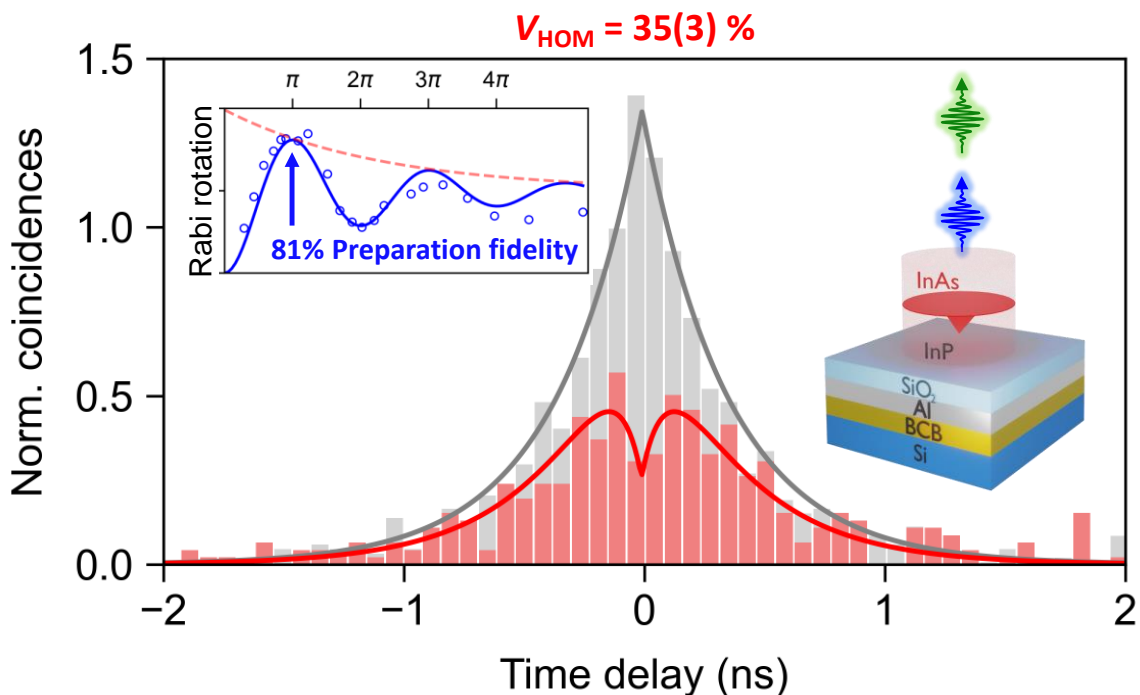 V_HOM = 35(3) %
π 2π 3π 4π
Rabi rotation
81% Preparation fidelity
Norm. coincidences
1.5
1.0
0.5
0.0
InAs
InP
SiO₂
Al
BCB
Si
−2 −1 0 1 2
Time delay (ns)